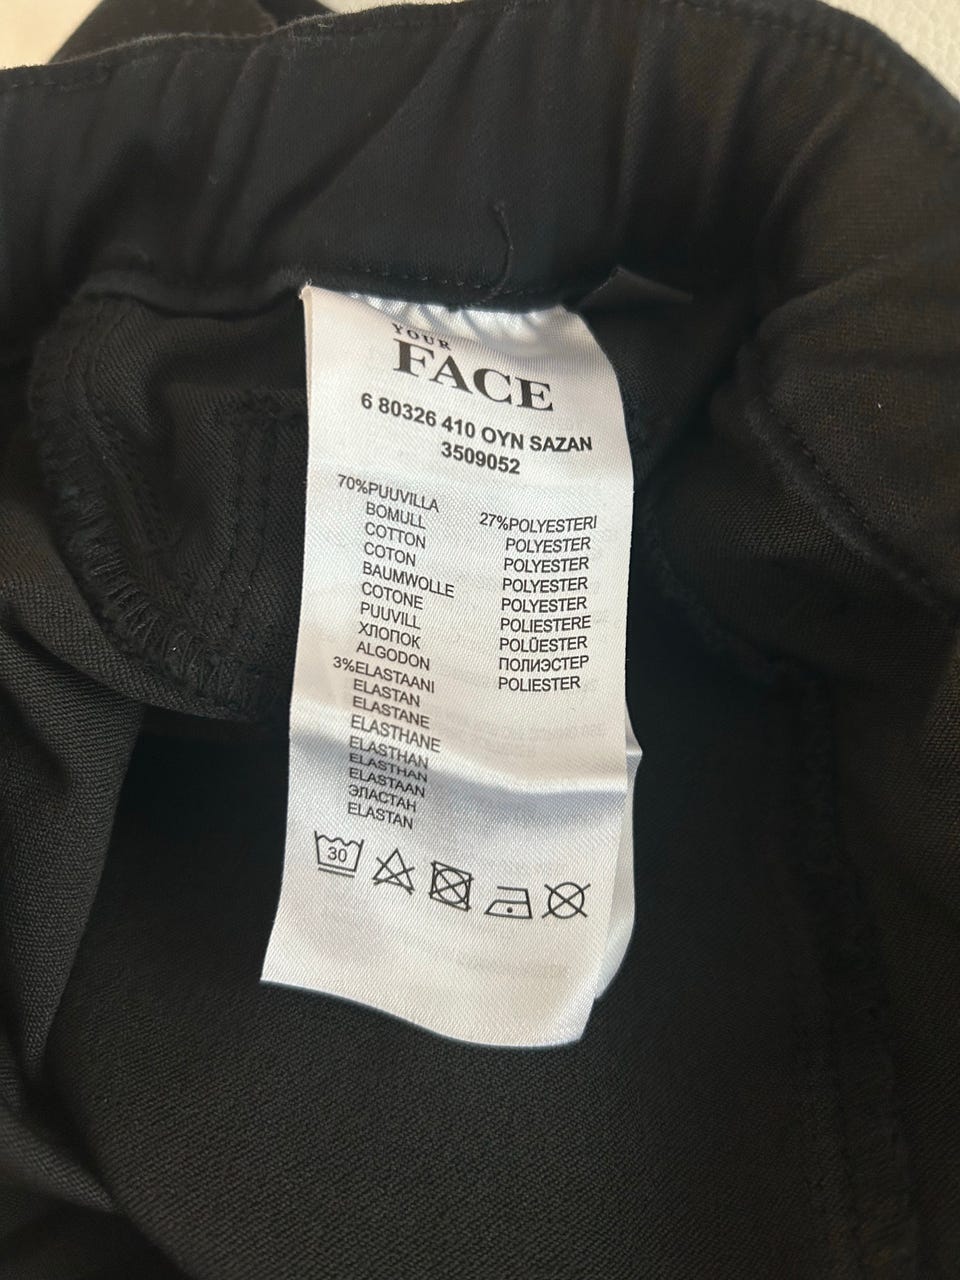 YOUR
FACE
6 80326 410 OYN SAZAN
3509052
70%PUUVILLA
BOMULL
COTTON
COTON
BAUMWOLLE
COTONE
PUUVILL
ХЛОПОК
ALGODON
3%ELASTAANI
ELASTAN
ELASTANE
ELASTHANE
ELASTHAN
ELASTHAN
ELASTAAN
ЭЛАСТАН
ELASTAN
27%POLYESTERI
POLYESTER
POLYESTER
POLYESTER
POLYESTER
POLIESTERE
POLÜESTER
ПОЛИЭСТЕР
POLIESTER
30